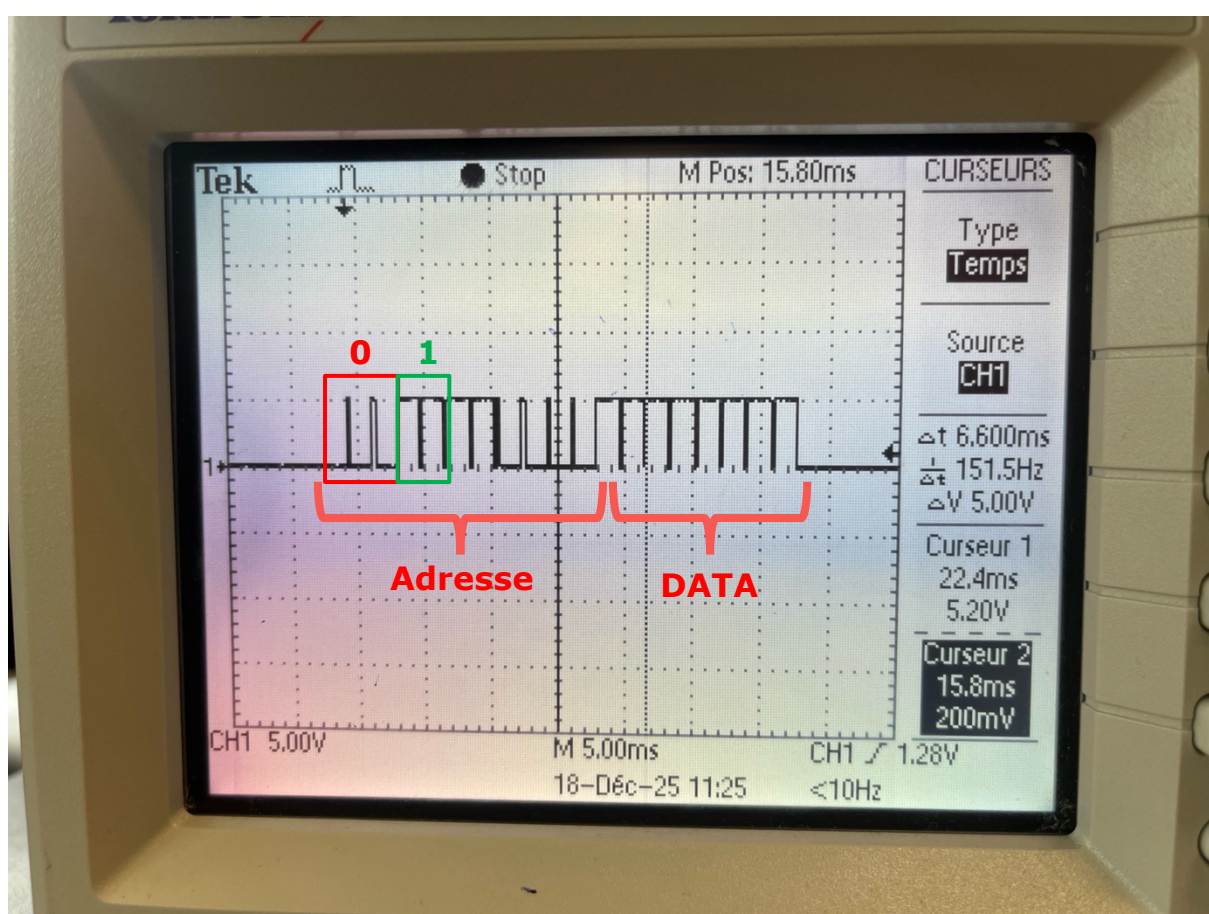 Tek
Stop
M Pos: 15.80ms
CURSEURS
Type
Temps
Source
CH1
△t 6.600ms
1/△t 151.5Hz
△V 5.00V
Curseur 1
22.4ms
5.20V
Curseur 2
15.8ms
200mV
0
1
1
Adresse
DATA
CH1 5.00V
M 5.00ms
CH1 / 1.28V
18-Déc-25 11:25
<10Hz